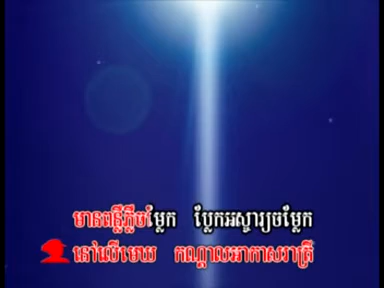 មានពន្លឺភ្លឺចម្លែក ប្លែកអស្ចារ្យចម្លែក
នៅលើមេឃ កណ្ដាលអាកាសរាត្រី